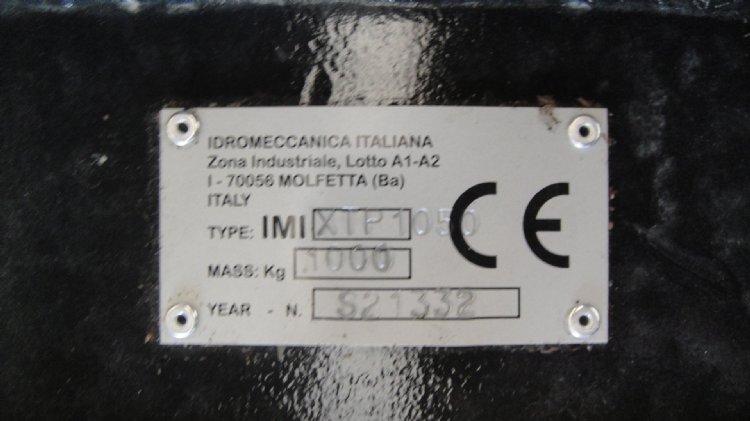 IDROMECCANICA ITALIANA
Zona Industriale, Lotto A1-A2
I - 70056 MOLFETTA (Ba)
ITALY
TYPE: IMI XTP1050
MASS: Kg 1000
YEAR - N. S21332
CE